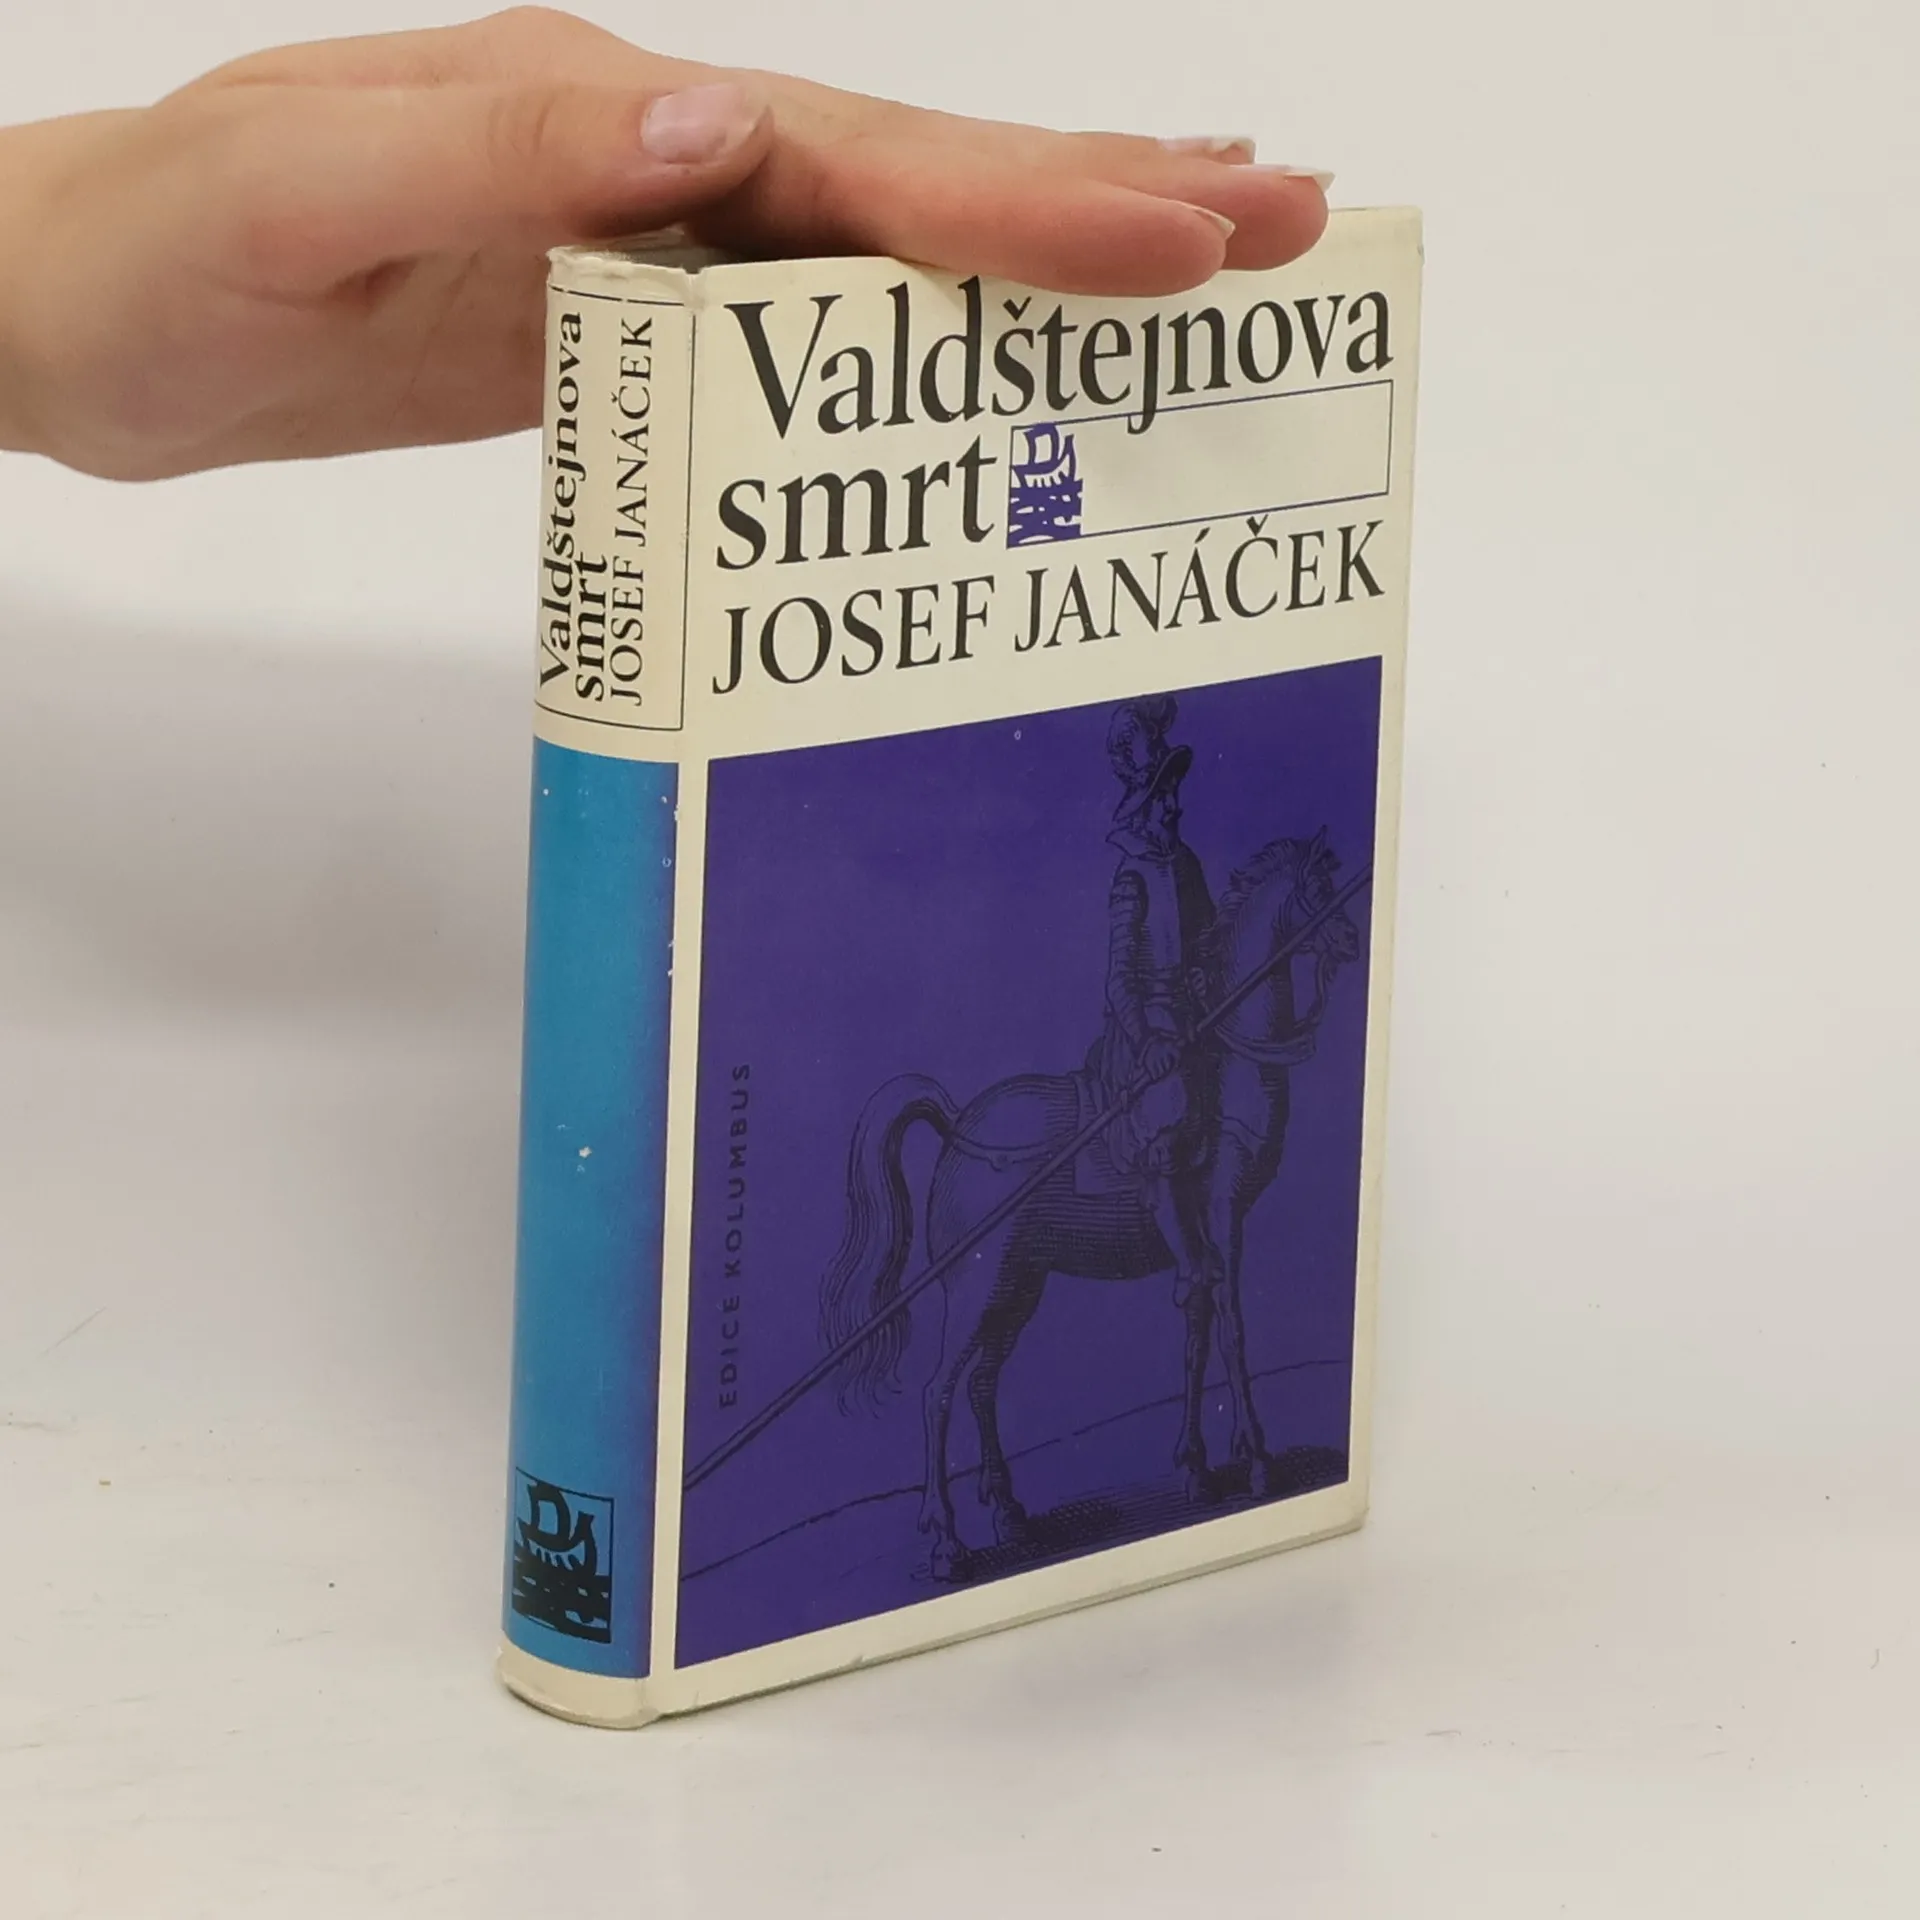 Valdštejnova
smrt
JOSEF JANÁČEK
Valdštejnova
smrt
JOSEF JANÁČEK
EDICE KOLUMBUS